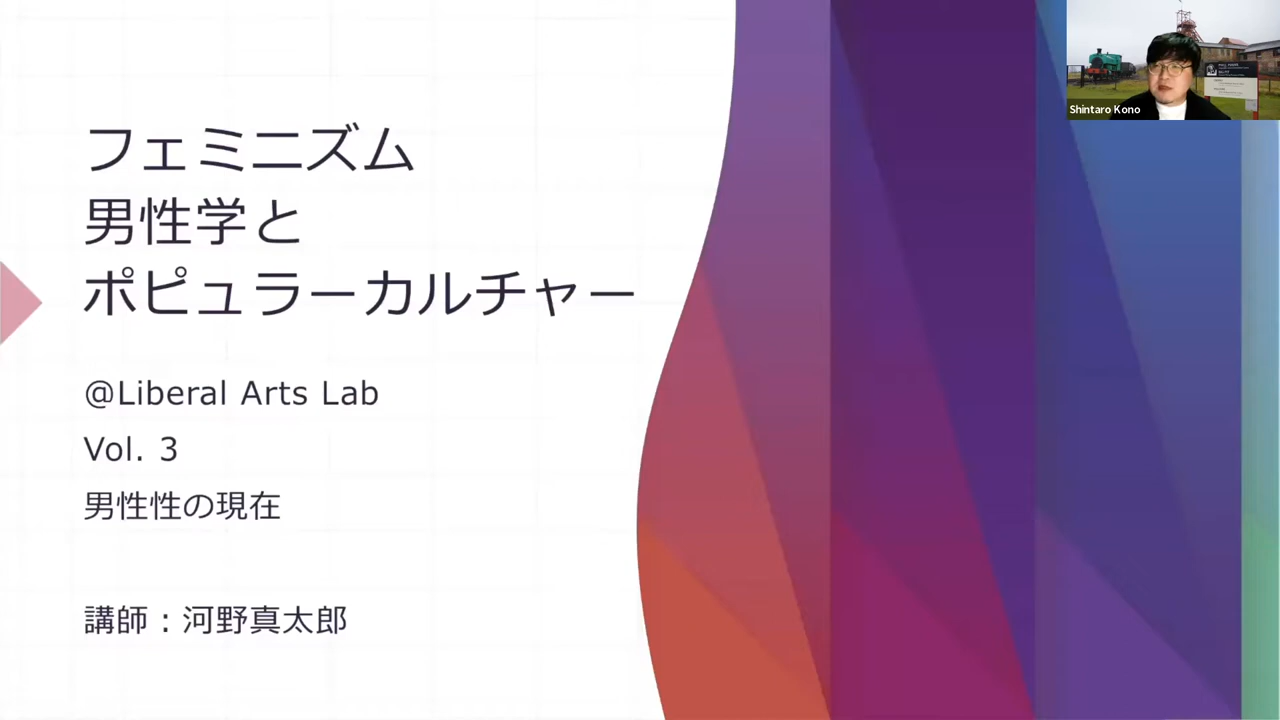 フェミニズム
男性学と
ポピュラーカルチャー
@Liberal Arts Lab
Vol. 3
男性性の現在
講師：河野真太郎
Shintaro Kono